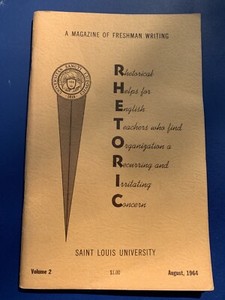 A MAGAZINE OF FRESHMAN WRITING
Rhetorical
Helps for
English
Teachers who find
Organization a
Recurring and
Irritating
Concern
SAINT LOUIS UNIVERSITY
Volume 2
$1.00
August, 1964